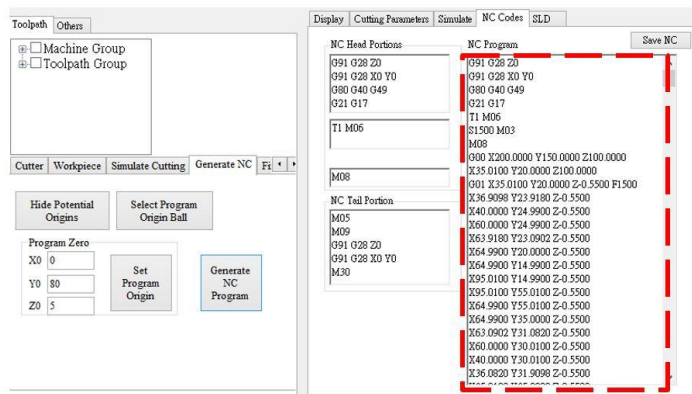 Toolpath Others
Machine Group
Toolpath Group
Cutter Workpiece Simulate Cutting Generate NC Fi
Hide Potential Origins
Select Program Origin Ball
Program Zero
X0 0
Y0 80
Z0 5
Set Program Origin
Generate NC Program
Display Cutting Parameters Simulate NC Codes SLD
Save NC
NC Head Portions
G91 G28 Z0
G91 G28 X0 Y0
G80 G40 G49
G21 G17
T1 M06
M08
NC Tail Portion
M05
M09
G91 G28 Z0
G91 G28 X0 Y0
M30
NC Program
G91 G28 Z0
G91 G28 X0 Y0
G80 G40 G49
G21 G17
T1 M06
S1500 M03
M08
G00 X200.0000 Y150.0000 Z100.0000
X35.0100 Y20.0000 Z100.0000
G01 X35.0100 Y20.0000 Z-0.5500 F1500
X36.9098 Y23.9180 Z-0.5500
X40.0000 Y24.9900 Z-0.5500
X60.0000 Y24.9900 Z-0.5500
X63.9180 Y23.0902 Z-0.5500
X64.9900 Y20.0000 Z-0.5500
X64.9900 Y14.9900 Z-0.5500
X95.0100 Y14.9900 Z-0.5500
X95.0100 Y55.0100 Z-0.5500
X64.9900 Y55.0100 Z-0.5500
X64.9900 Y35.0000 Z-0.5500
X63.0902 Y31.0820 Z-0.5500
X60.0000 Y30.0100 Z-0.5500
X40.0000 Y30.0100 Z-0.5500
X36.0820 Y31.9098 Z-0.5500